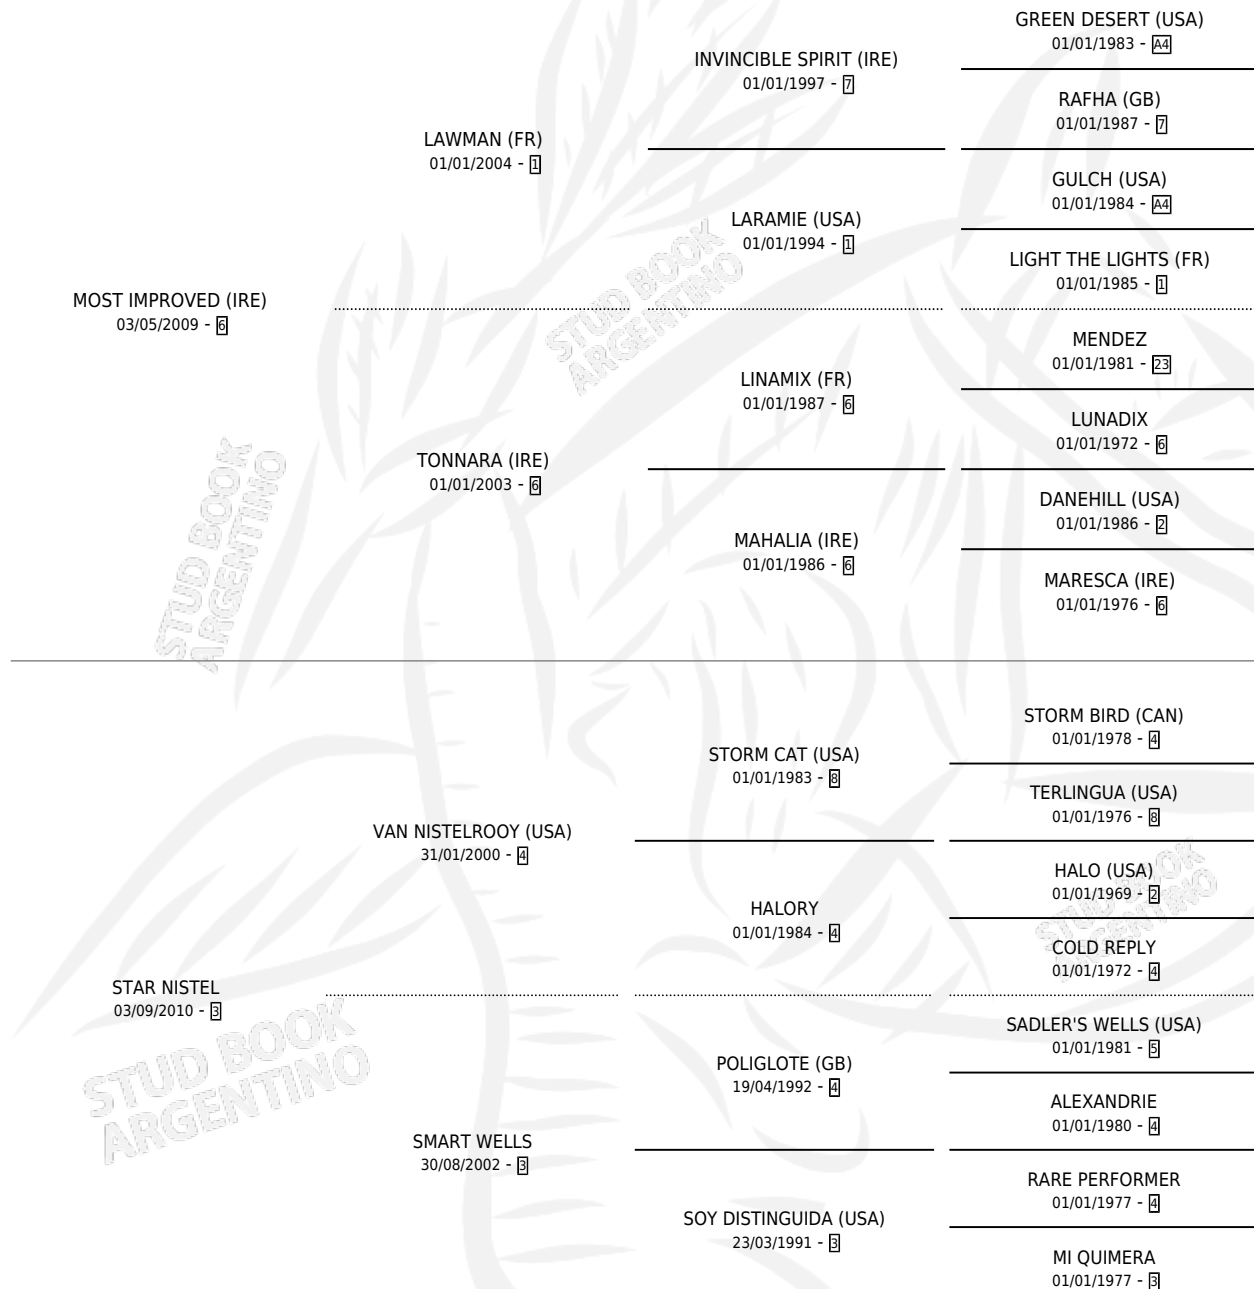 GREEN DESERT (USA)
01/01/1983 - A4
INVINCIBLE SPIRIT (IRE)
01/01/1997 - 7
RAFHA (GB)
01/01/1987 - 7
LAWMAN (FR)
01/01/2004 - 1
GULCH (USA)
01/01/1984 - A4
LARAMIE (USA)
01/01/1994 - 1
LIGHT THE LIGHTS (FR)
01/01/1985 - 1
MOST IMPROVED (IRE)
03/05/2009 - 6
MENDEZ
01/01/1981 - 23
LINAMIX (FR)
01/01/1987 - 6
LUNADIX
01/01/1972 - 6
TONNARA (IRE)
01/01/2003 - 6
DANEHILL (USA)
01/01/1986 - 2
MAHALIA (IRE)
01/01/1986 - 6
MARESCA (IRE)
01/01/1976 - 6
STORM BIRD (CAN)
01/01/1978 - 4
STORM CAT (USA)
01/01/1983 - 8
TERLINGUA (USA)
01/01/1976 - 8
VAN NISTELROOY (USA)
31/01/2000 - 4
HALO (USA)
01/01/1969 - 2
HALORY
01/01/1984 - 4
COLD REPLY
01/01/1972 - 4
STAR NISTEL
03/09/2010 - 3
SADLER'S WELLS (USA)
01/01/1981 - 5
POLIGLOTE (GB)
19/04/1992 - 4
ALEXANDRIE
01/01/1980 - 4
SMART WELLS
30/08/2002 - 3
RARE PERFORMER
01/01/1977 - 4
SOY DISTINGUIDA (USA)
23/03/1991 - 3
MI QUIMERA
01/01/1977 - 3
STUD BOOK
ARGENTINO
STUD BOOK
ARGENTINO
STUD BOOK
ARGENTINO
STUD BOOK
ARGENTINO